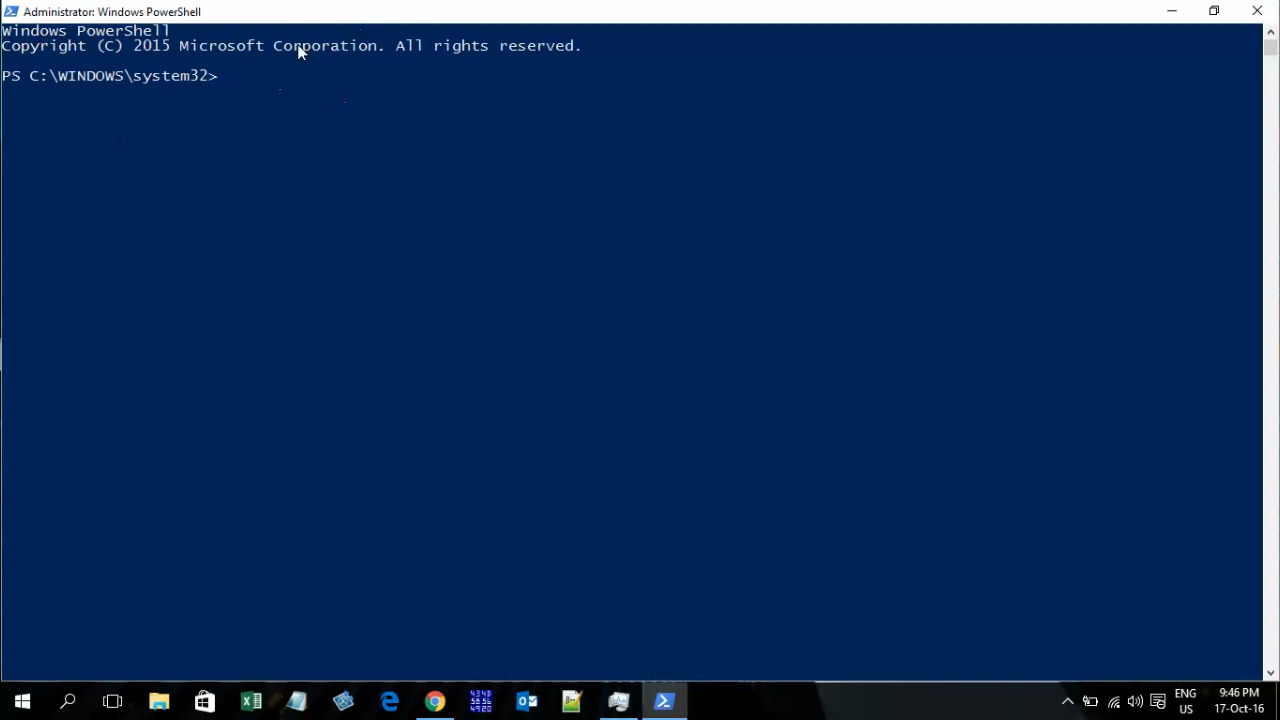 Administrator: Windows PowerShell
Windows PowerShell
Copyright (C) 2015 Microsoft Corporation. All rights reserved.
PS C:\WINDOWS\system32>
ENG
US
9:46 PM
17-Oct-16